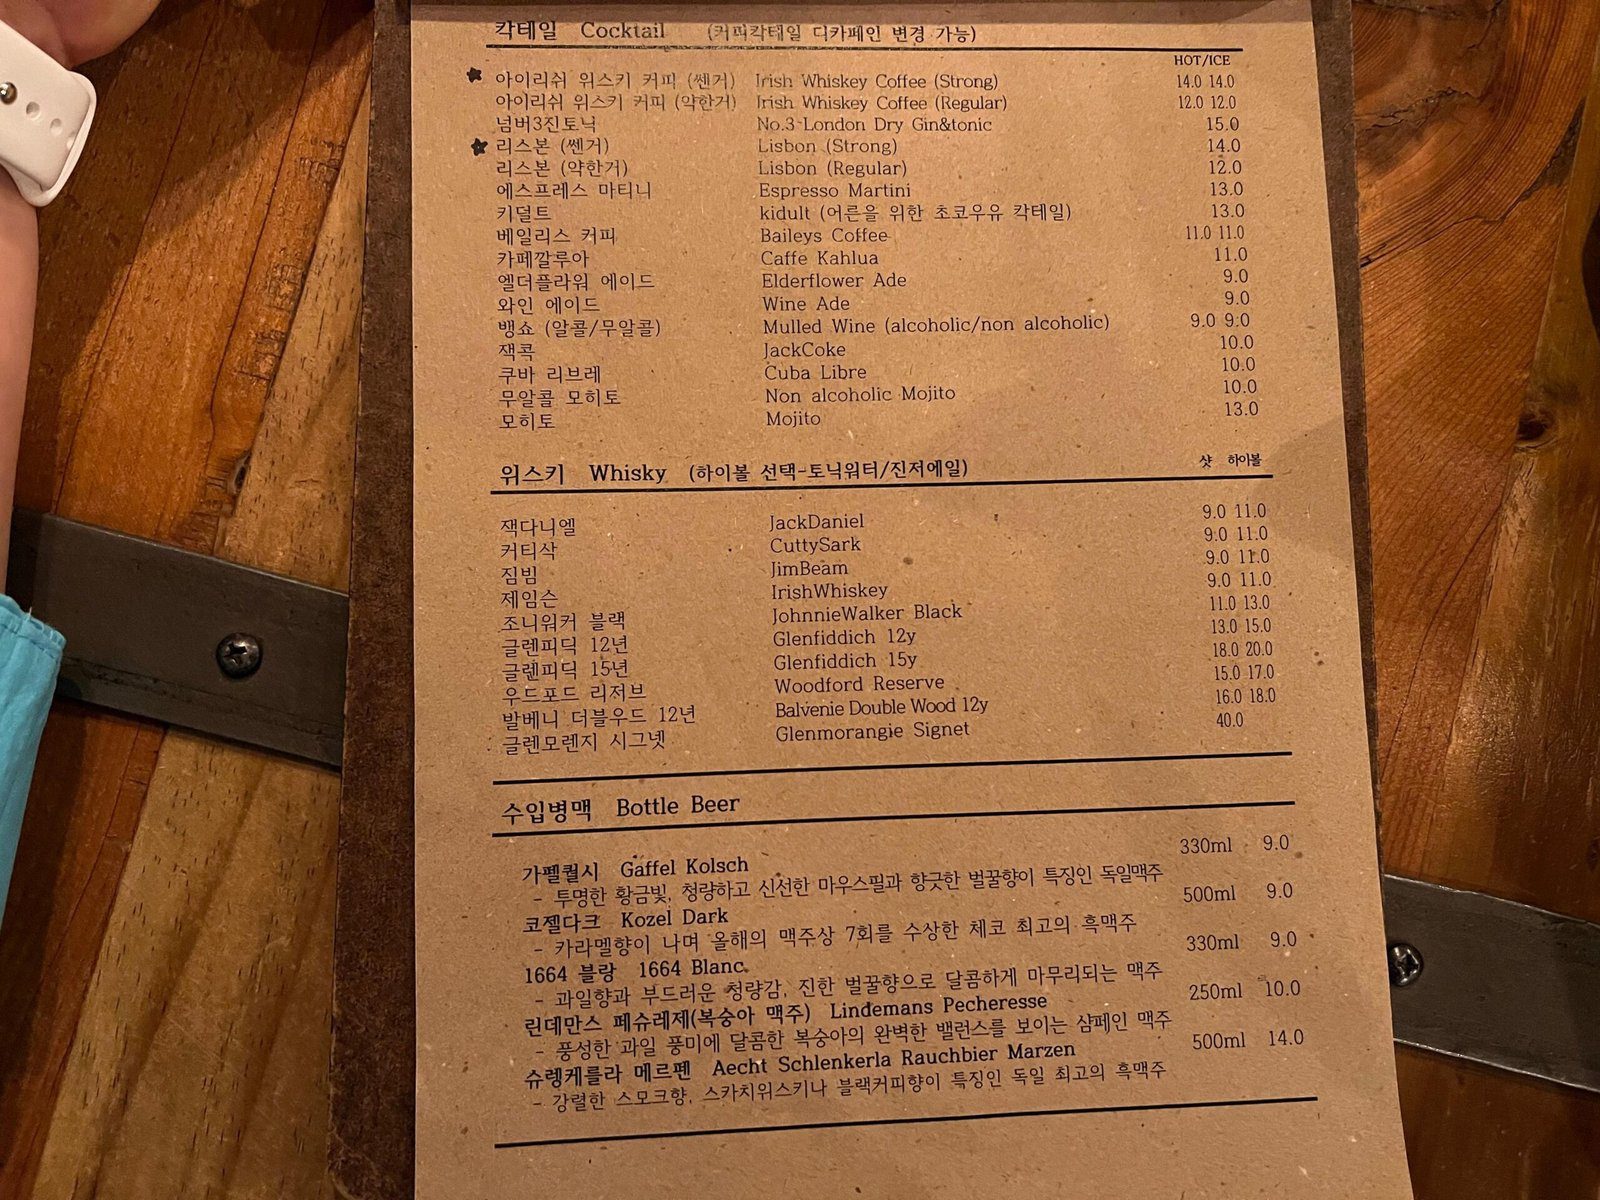 칵테일 Cocktail (커피칵테일 디카페인 변경 가능)
HOT/ICE
아이리쉬 위스키 커피 (쎈거) Irish Whiskey Coffee (Strong) 14.0 14.0
아이리쉬 위스키 커피 (약한거) Irish Whiskey Coffee (Regular) 12.0 12.0
넘버3진토닉 No.3 London Dry Gin&tonic 15.0
리스본 (쎈거) Lisbon (Strong) 14.0
리스본 (약한거) Lisbon (Regular) 12.0
에스프레스 마티니 Espresso Martini 13.0
키덜트 kidult (어른을 위한 초코우유 칵테일) 13.0
베일리스 커피 Baileys Coffee 11.0 11.0
카페깔루아 Caffe Kahlua 11.0
엘더플라워 에이드 Elderflower Ade 9.0
와인 에이드 Wine Ade 9.0
뱅쇼 (알콜/무알콜) Mulled Wine (alcoholic/non alcoholic) 9.0 9.0
잭콕 JackCoke 10.0
쿠바 리브레 Cuba Libre 10.0
무알콜 모히토 Non alcoholic Mojito 10.0
모히토 Mojito 13.0
위스키 Whisky (하이볼 선택-토닉워터/진저에일) 샷 하이볼
잭다니엘 JackDaniel 9.0 11.0
커티삭 CuttySark 9.0 11.0
짐빔 JimBeam 9.0 11.0
제임슨 IrishWhiskey 9.0 11.0
조니워커 블랙 JohnnieWalker Black 11.0 13.0
글렌피딕 12년 Glenfiddich 12y 13.0 15.0
글렌피딕 15년 Glenfiddich 15y 18.0 20.0
우드포드 리저브 Woodford Reserve 15.0 17.0
발베니 더블우드 12년 Balvenie Double Wood 12y 16.0 18.0
글렌모렌지 시그넷 Glenmorangie Signet 40.0
수입병맥 Bottle Beer
가펠퀼시 Gaffel Kolsch 330ml 9.0
- 투명한 황금빛, 청량하고 신선한 마우스필과 향긋한 벌꿀향이 특징인 독일맥주
코젤다크 Kozel Dark 500ml 9.0
- 카라멜향이 나며 올해의 맥주상 7회를 수상한 체코 최고의 흑맥주
1664 블랑 1664 Blanc 330ml 9.0
- 과일향과 부드러운 청량감, 진한 벌꿀향으로 달콤하게 마무리되는 맥주
린데만스 페슈레제(복숭아 맥주) Lindemans Pecheresse 250ml 10.0
- 풍성한 과일 풍미에 달콤한 복숭아의 완벽한 밸런스를 보이는 샴페인 맥주
슈렝케를라 메르펜 Aecht Schlenkerla Rauchbier Marzen 500ml 14.0
- 강렬한 스모크향, 스카치위스키나 블랙커피향이 특징인 독일 최고의 흑맥주